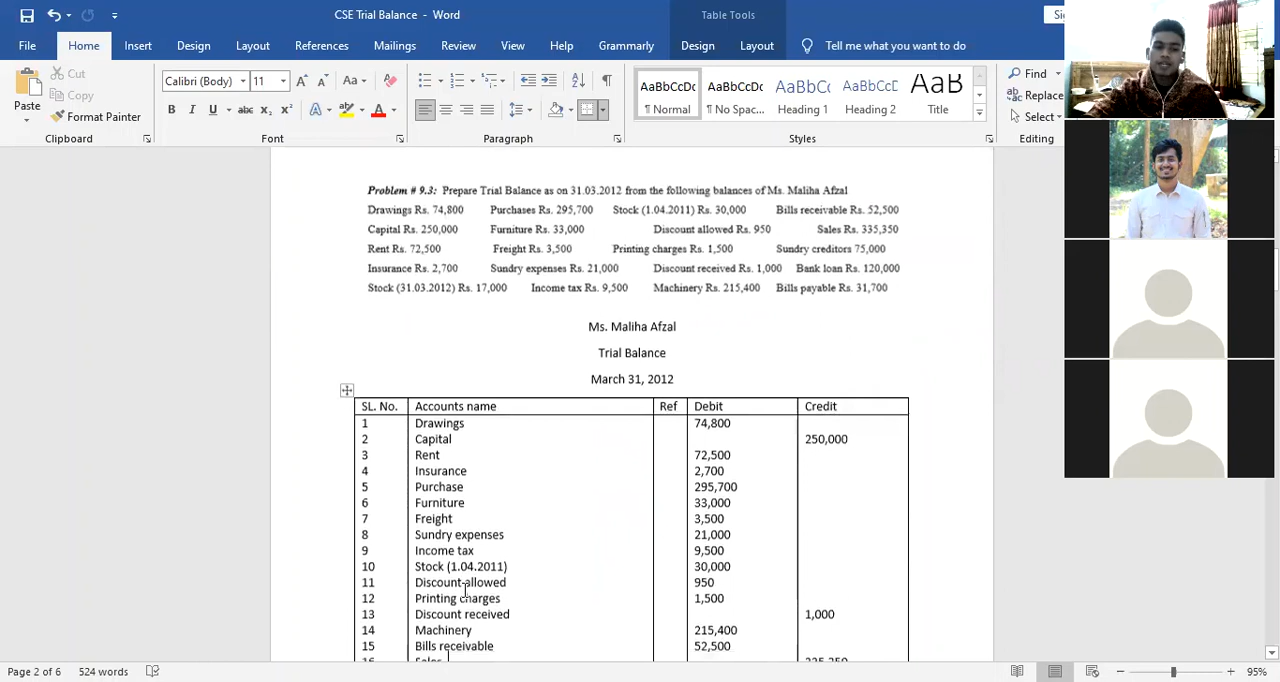 CSE Trial Balance - Word
Table Tools
File Home Insert Design Layout References Mailings Review View Help Grammarly Design Layout Tell me what you want to do
Paste
Cut
Copy
Format Painter
Clipboard
Calibri (Body) 11
Font
Paragraph
AaBbCcDc AaBbCcDc AaBbC AaBbCcD AaB
¶ Normal ¶ No Spac... Heading 1 Heading 2 Title
Styles
Find
Replace
Select
Editing
Problem # 9.3: Prepare Trial Balance as on 31.03.2012 from the following balances of Ms. Maliha Afzal
Drawings Rs. 74,800 Purchases Rs. 295,700 Stock (1.04.2011) Rs. 30,000 Bills receivable Rs. 52,500
Capital Rs. 250,000 Furniture Rs. 33,000 Discount allowed Rs. 950 Sales Rs. 335,350
Rent Rs. 72,500 Freight Rs. 3,500 Printing charges Rs. 1,500 Sundry creditors 75,000
Insurance Rs. 2,700 Sundry expenses Rs. 21,000 Discount received Rs. 1,000 Bank loan Rs. 120,000
Stock (31.03.2012) Rs. 17,000 Income tax Rs. 9,500 Machinery Rs. 215,400 Bills payable Rs. 31,700
Ms. Maliha Afzal
Trial Balance
March 31, 2012
SL. No. Accounts name Ref Debit Credit
1 Drawings 74,800
2 Capital 250,000
3 Rent 72,500
4 Insurance 2,700
5 Purchase 295,700
6 Furniture 33,000
7 Freight 3,500
8 Sundry expenses 21,000
9 Income tax 9,500
10 Stock (1.04.2011) 30,000
11 Discount allowed 950
12 Printing charges 1,500
13 Discount received 1,000
14 Machinery 215,400
15 Bills receivable 52,500
Page 2 of 6 524 words 95%